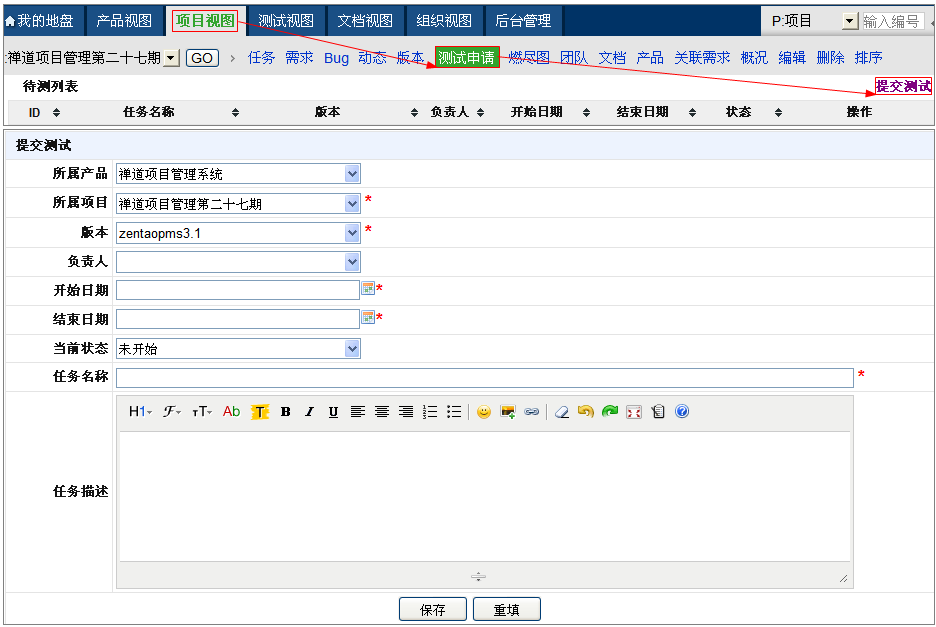 我的地盘 产品视图 项目视图 测试视图 文档视图 组织视图 后台管理 P:项目 输入编号
禅道项目管理第二十七期 GO > 任务 需求 Bug 动态 版本 测试申请 燃尽图 团队 文档 产品 关联需求 概况 编辑 删除 排序
待测列表 提交测试
ID 任务名称 版本 负责人 开始日期 结束日期 状态 操作
提交测试
所属产品 禅道项目管理系统
所属项目 禅道项目管理第二十七期 *
版本 zentaopms3.1 *
负责人
开始日期 *
结束日期 *
当前状态 未开始
任务名称 *
H1 F TT Ab T B I U
任务描述
保存 重填